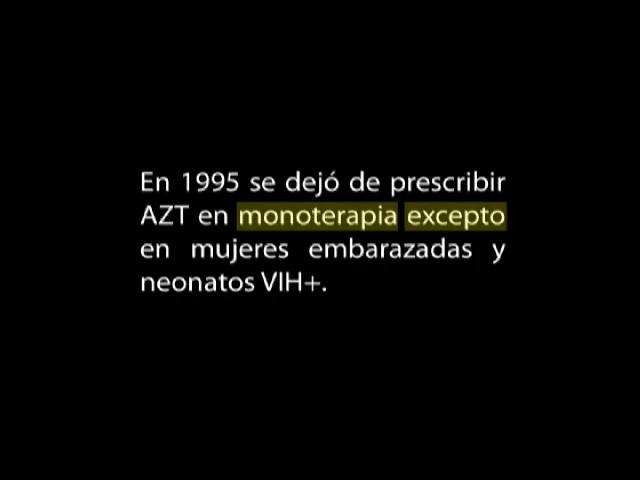 En 1995 se dejó de prescribir
AZT en monoterapia excepto
en mujeres embarazadas y
neonatos VIH+.